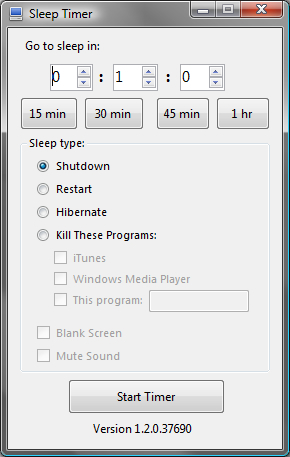 Sleep Timer
Go to sleep in:
0 : 1 : 0
15 min 30 min 45 min 1 hr
Sleep type:
Shutdown
Restart
Hibernate
Kill These Programs:
iTunes
Windows Media Player
This program:
Blank Screen
Mute Sound
Start Timer
Version 1.2.0.37690